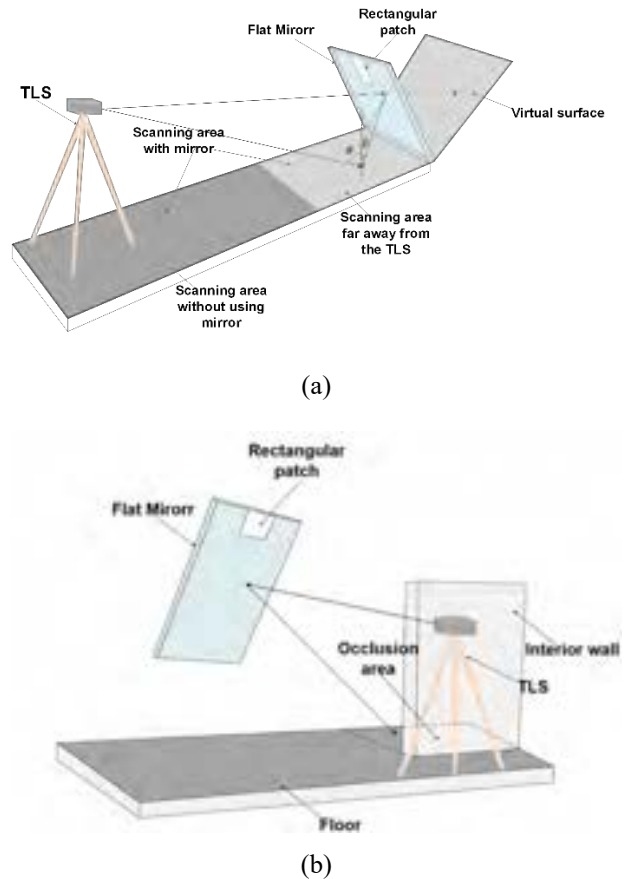 Rectangular
patch
Flat Mirorr
TLS
Virtual surface
Scanning area
with mirror
Scanning area
far away from
the TLS
Scanning area
without using
mirror
(a)
Rectangular
patch
Flat Mirorr
Occlusion
area
Interior wall
TLS
Floor
(b)